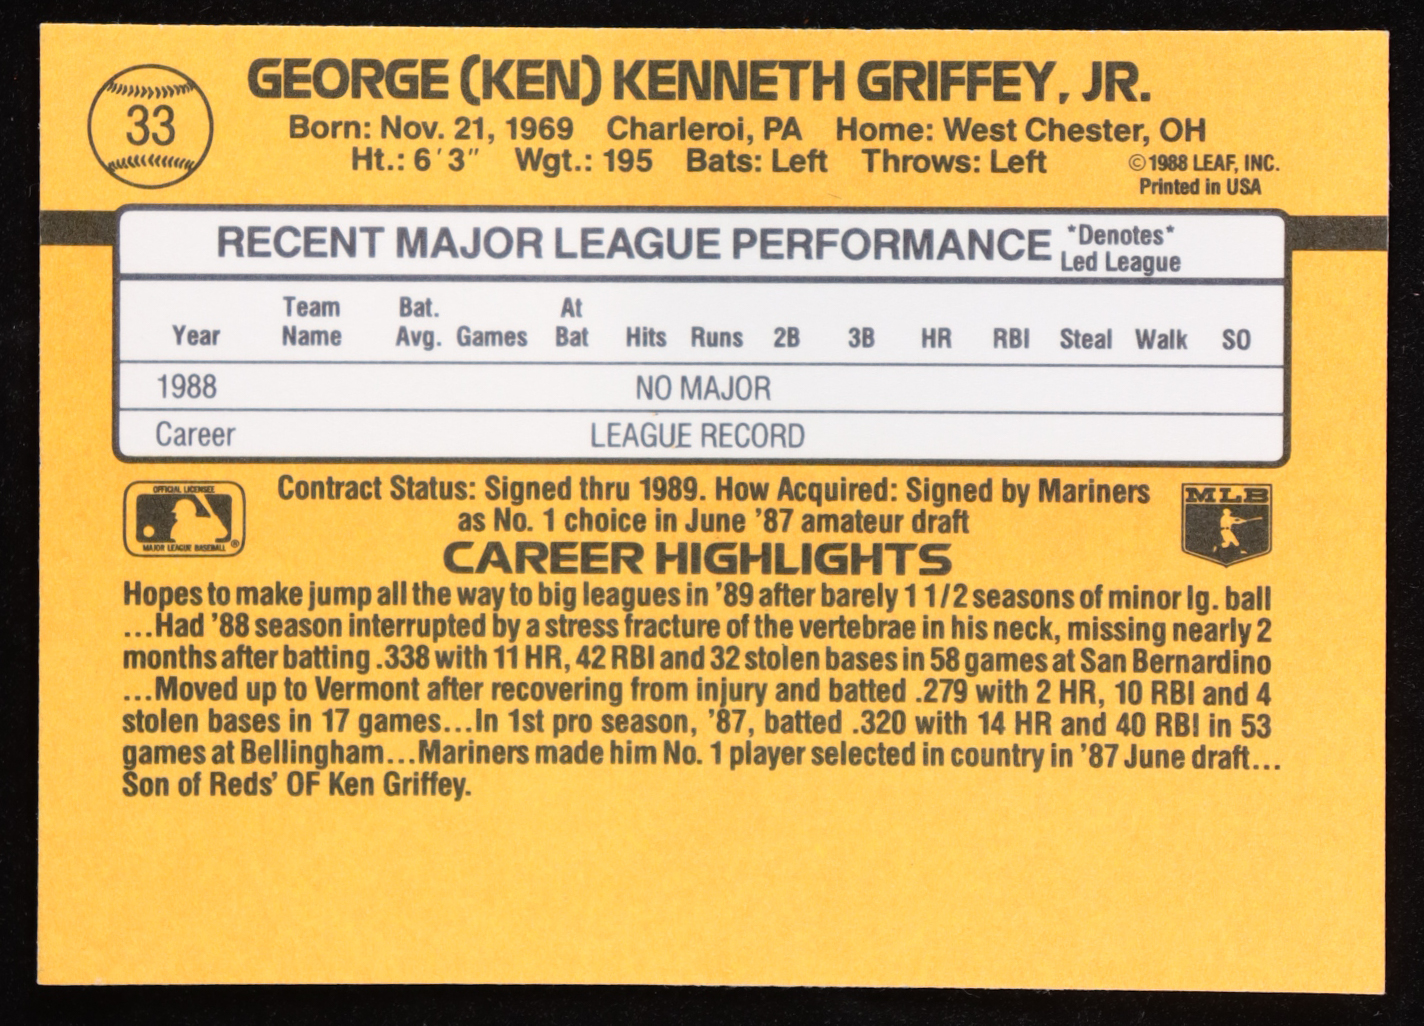 33
GEORGE (KEN) KENNETH GRIFFEY, JR.
Born: Nov. 21, 1969 Charleroi, PA Home: West Chester, OH
Ht.: 6'3" Wgt.: 195 Bats: Left Throws: Left
©1988 LEAF, INC.
Printed in USA
RECENT MAJOR LEAGUE PERFORMANCE *Denotes* Led League
Year Team Name Bat. Avg. Games At Bat Hits Runs 2B 3B HR RBI Steal Walk SO
1988 NO MAJOR
Career LEAGUE RECORD
OFFICIAL LICENSEE
MAJOR LEAGUE BASEBALL®
Contract Status: Signed thru 1989. How Acquired: Signed by Mariners
as No. 1 choice in June '87 amateur draft
MLB
CAREER HIGHLIGHTS
Hopes to make jump all the way to big leagues in '89 after barely 1 1/2 seasons of minor lg. ball
...Had '88 season interrupted by a stress fracture of the vertebrae in his neck, missing nearly 2
months after batting .338 with 11 HR, 42 RBI and 32 stolen bases in 58 games at San Bernardino
...Moved up to Vermont after recovering from injury and batted .279 with 2 HR, 10 RBI and 4
stolen bases in 17 games...In 1st pro season, '87, batted .320 with 14 HR and 40 RBI in 53
games at Bellingham...Mariners made him No. 1 player selected in country in '87 June draft...
Son of Reds' OF Ken Griffey.